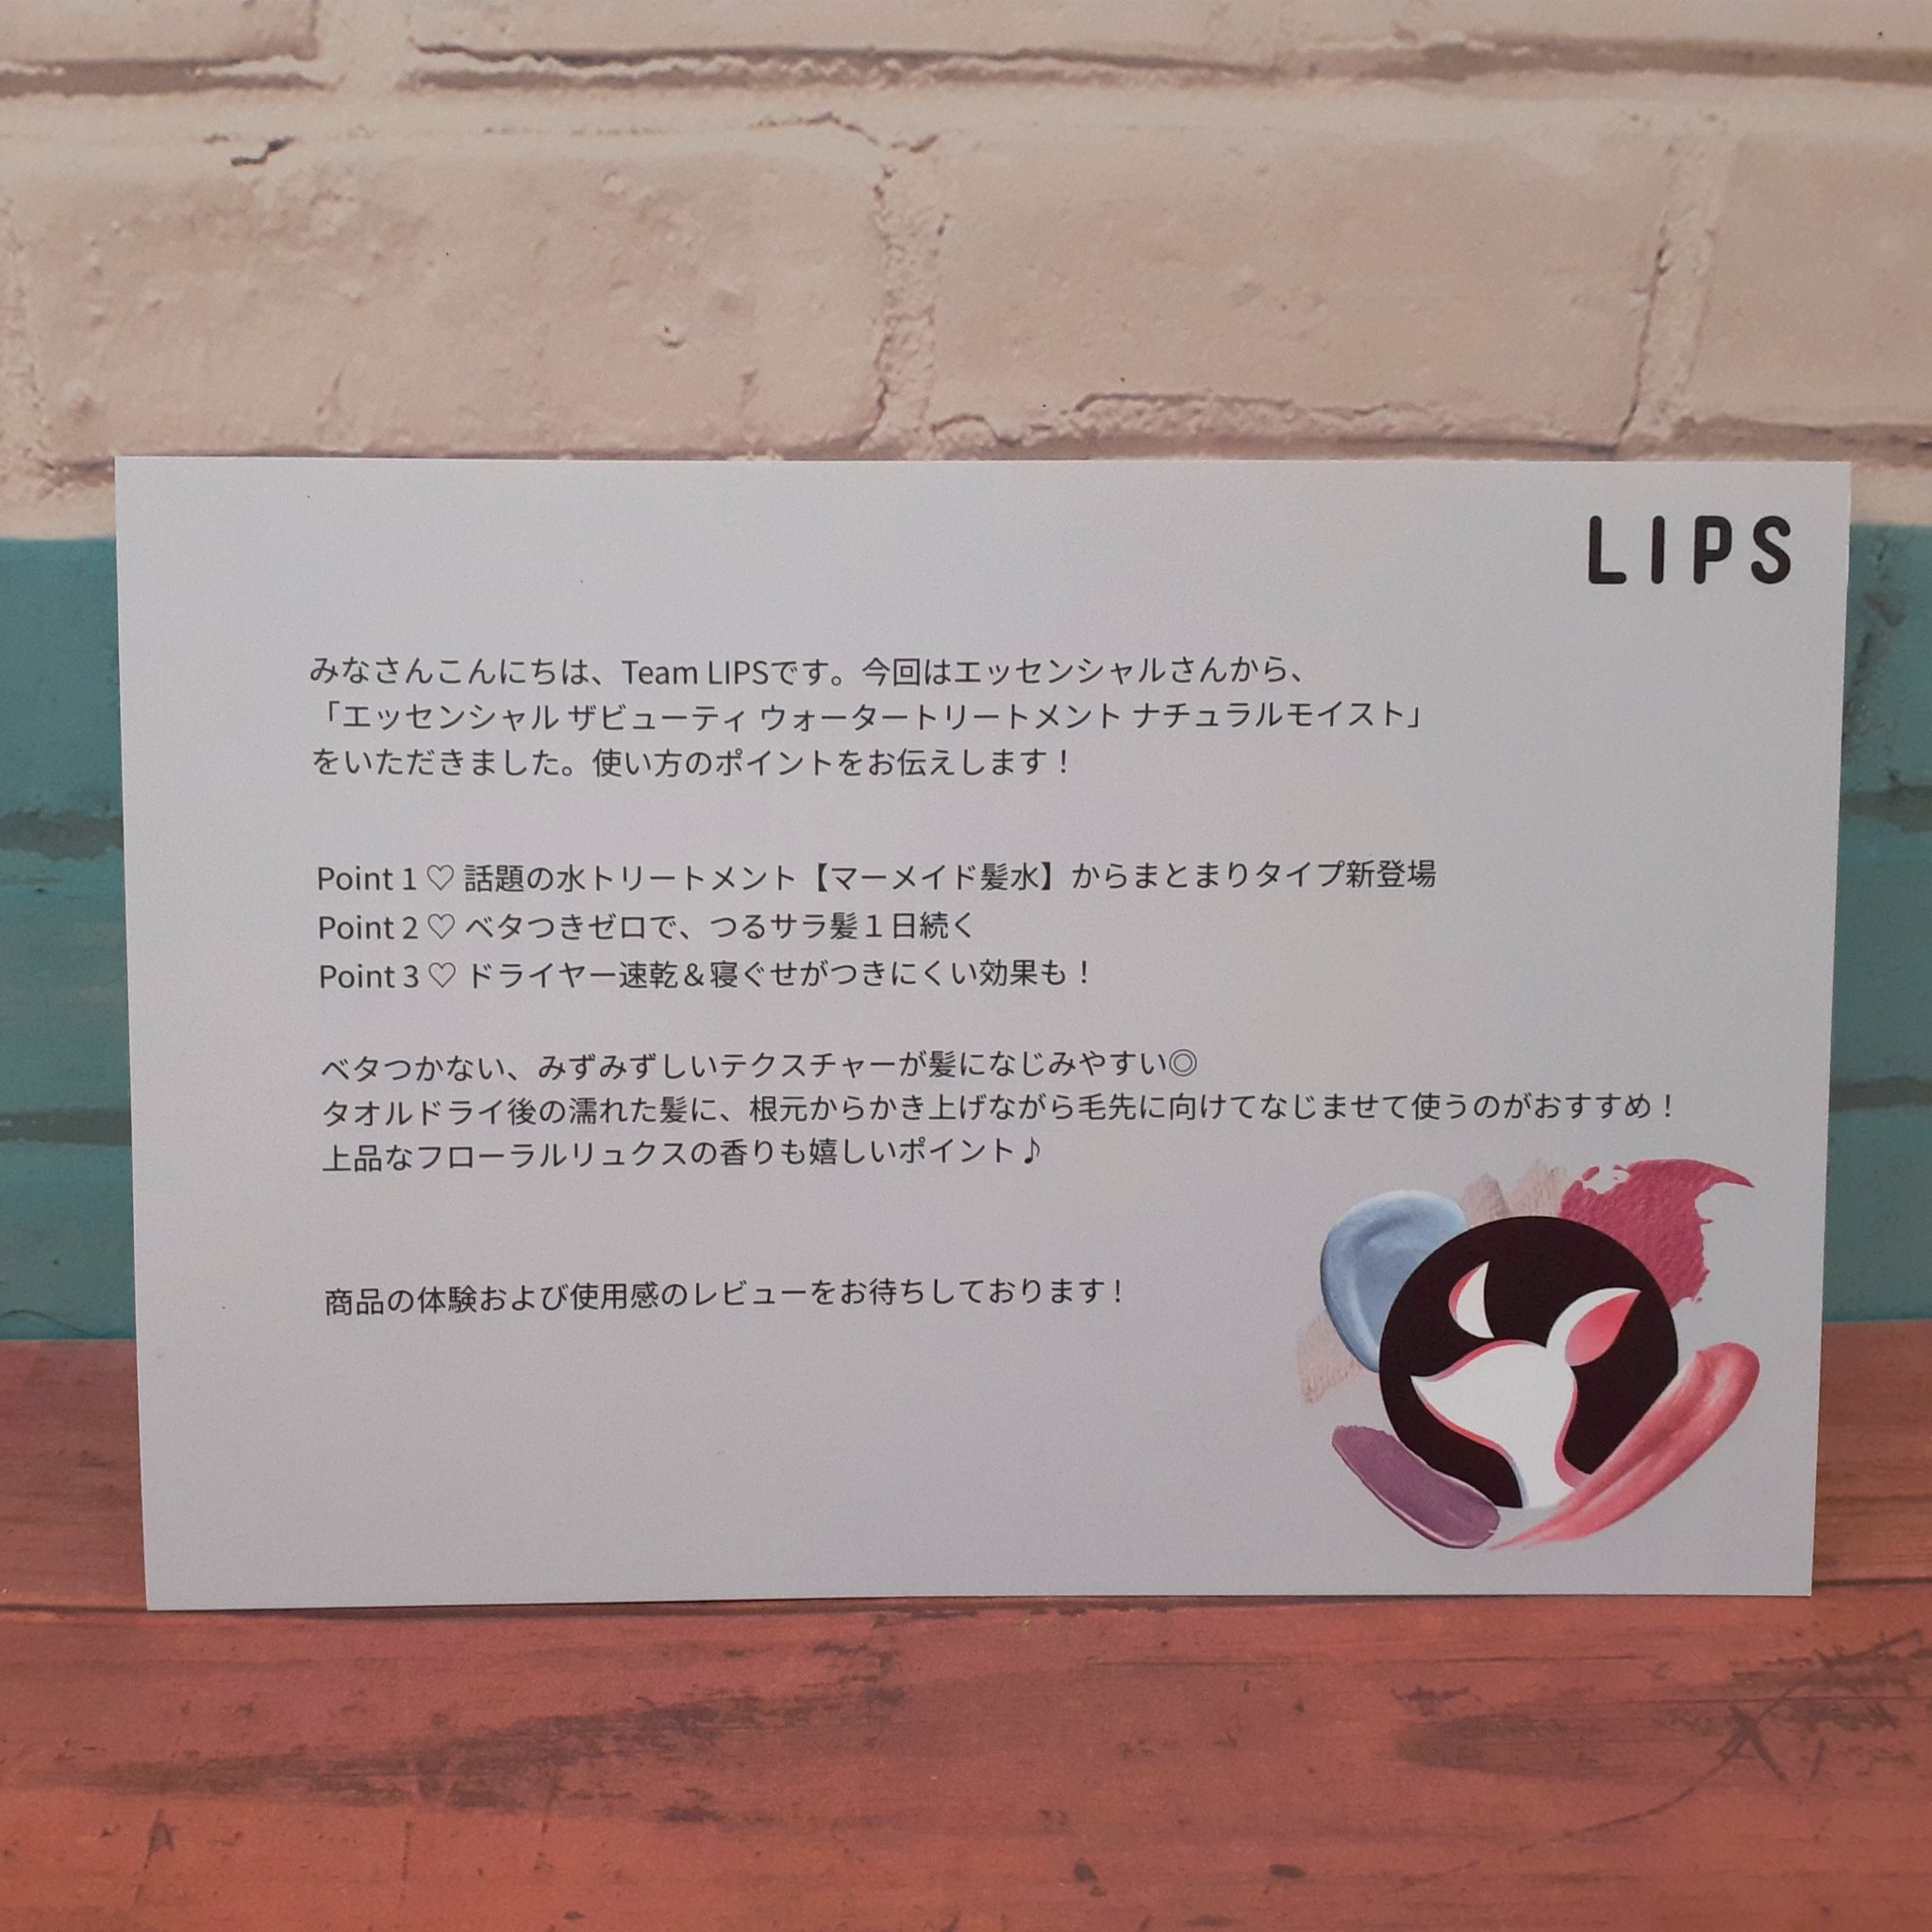 LIPS
みなさんこんにちは、Team LIPSです。今回はエッセンシャルさんから、
「エッセンシャル ザビューティ ウォータートリートメント ナチュラルモイスト」
をいただきました。使い方のポイントをお伝えします！
Point 1 ♡ 話題の水トリートメント【マーメイド髪水】からまとまりタイプ新登場
Point 2 ♡ ベタつきゼロで、つるサラ髪１日続く
Point 3 ♡ ドライヤー速乾＆寝ぐせがつきにくい効果も！
ベタつかない、みずみずしいテクスチャーが髪になじみやすい◎
タオルドライ後の濡れた髪に、根元からかき上げながら毛先に向けてなじませて使うのがおすすめ！
上品なフローラルリュクスの香りも嬉しいポイント♪
商品の体験および使用感のレビューをお待ちしております！